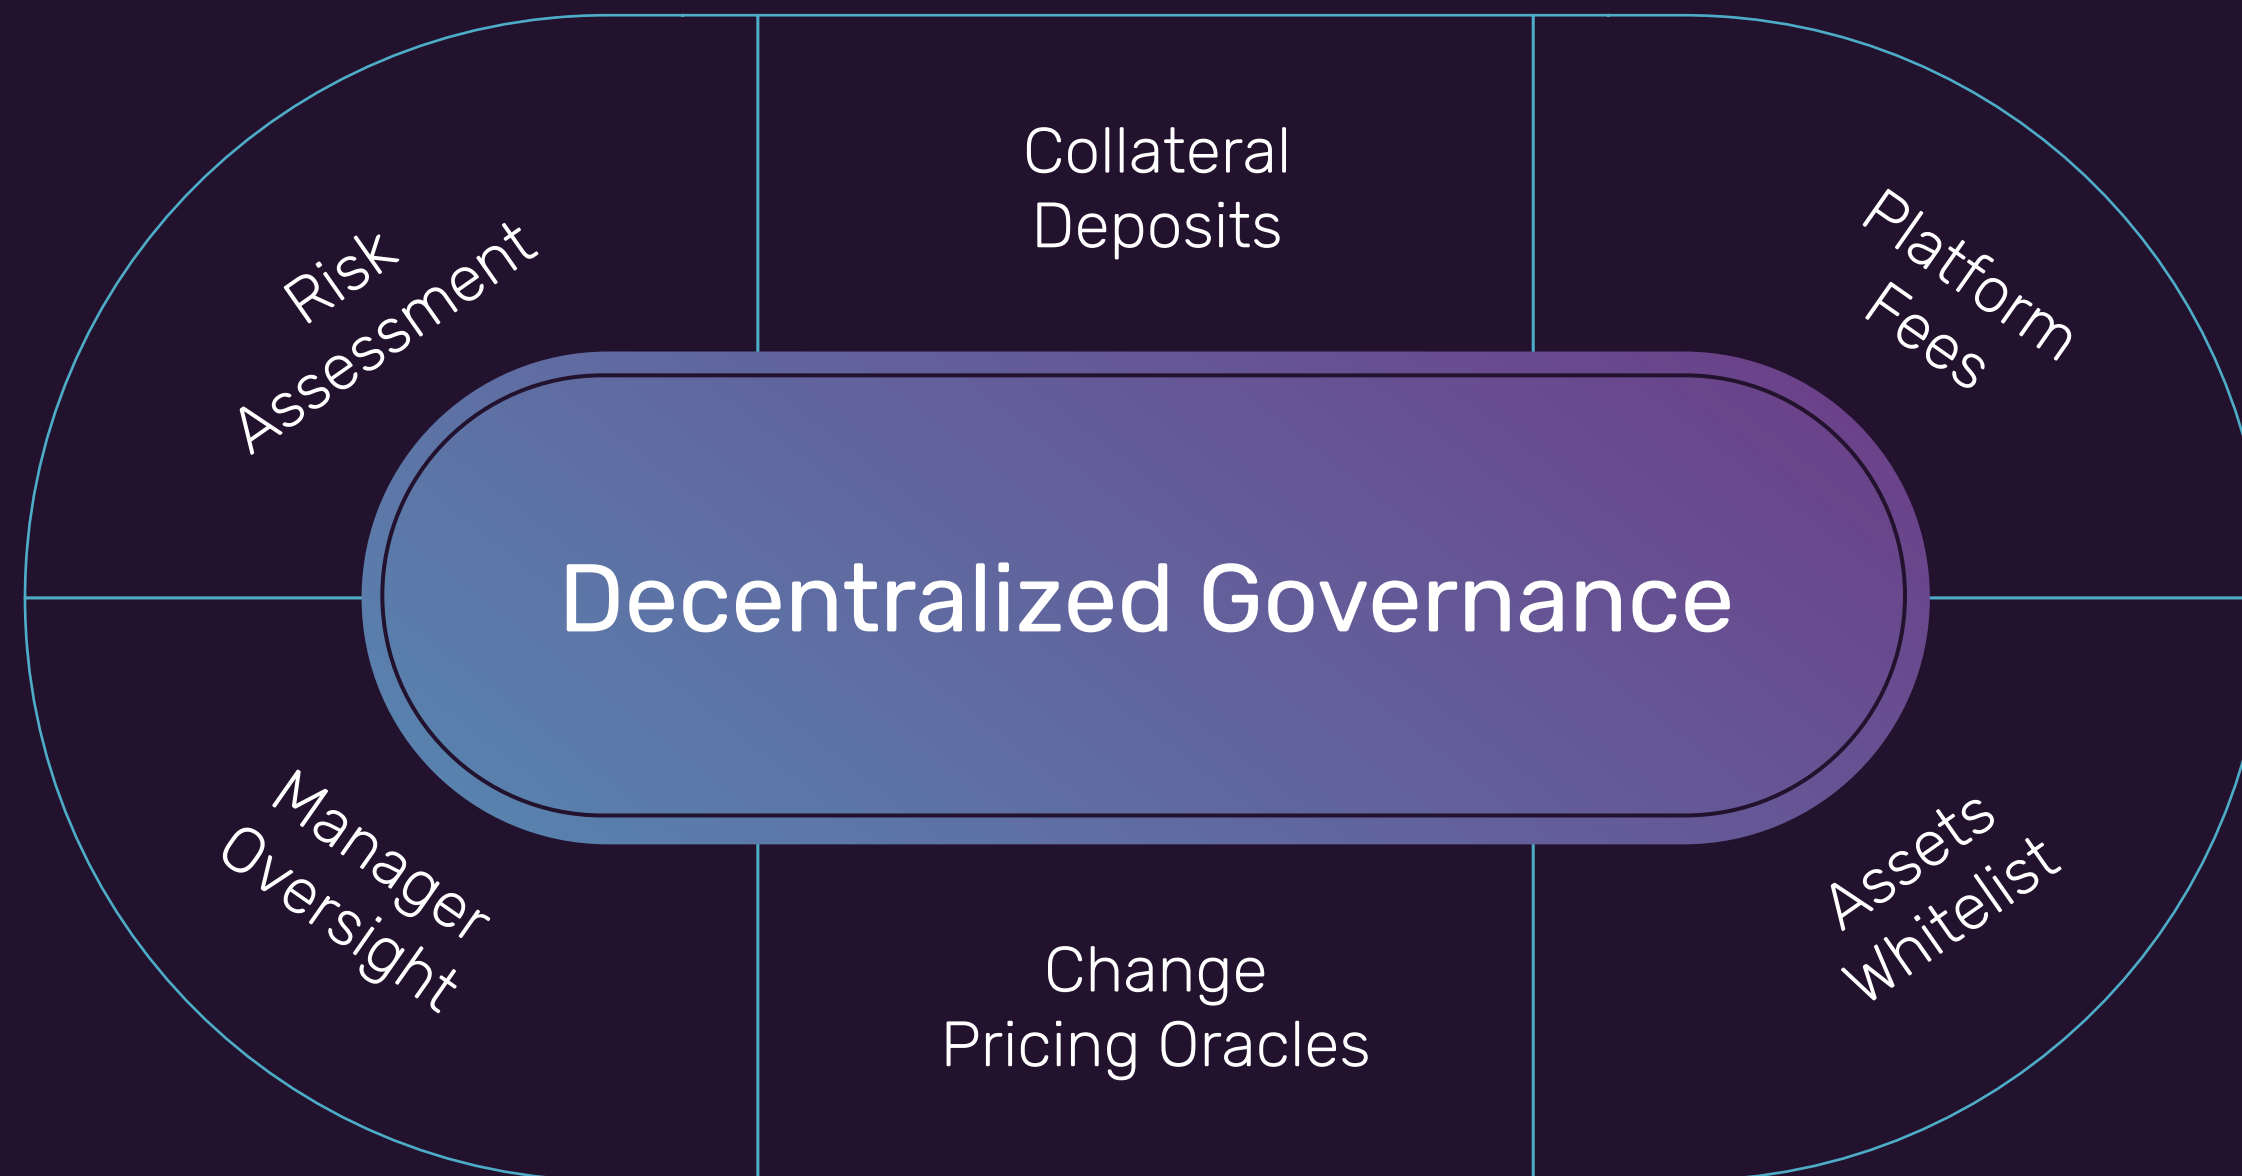 Risk
Assessment
Collateral
Deposits
Platform
Fees
Decentralized Governance
Manager
Oversight
Change
Pricing Oracles
Assets
Whitelist